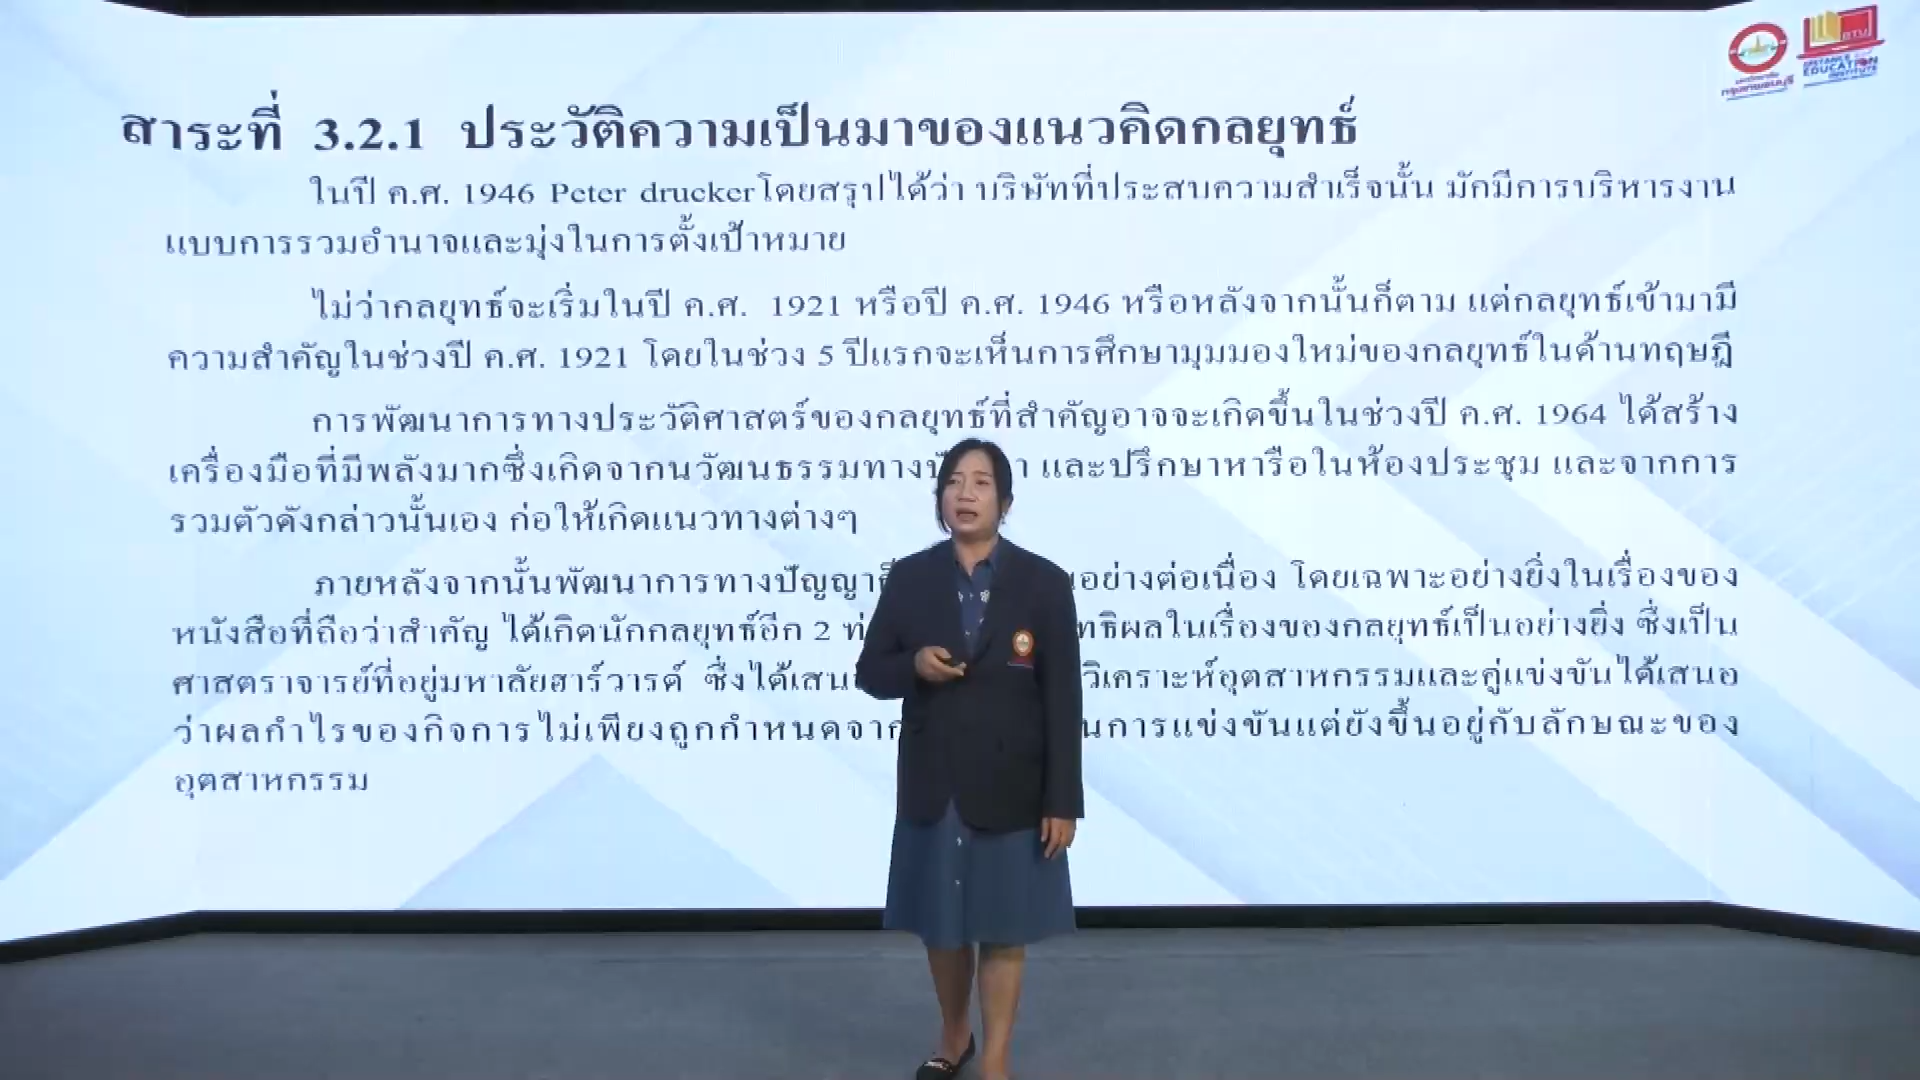 สาระที่ 3.2.1 ประวัติความเป็นมาของแนวคิดกลยุทธ์
ในปี ค.ศ. 1946 Peter druckerโดยสรุปได้ว่า บริษัทที่ประสบความสำเร็จนั้น มักมีการบริหารงาน
แบบการรวมอำนาจและมุ่งในการตั้งเป้าหมาย
ไม่ว่ากลยุทธ์จะเริ่มในปี ค.ศ. 1921 หรือปี ค.ศ. 1946 หรือหลังจากนั้นก็ตาม แต่กลยุทธ์เข้ามามี
ความสำคัญในช่วงปี ค.ศ. 1921 โดยในช่วง 5 ปีแรกจะเห็นการศึกษามุมมองใหม่ของกลยุทธ์ในด้านทฤษฎี
การพัฒนาการทางประวัติศาสตร์ของกลยุทธ์ที่สำคัญอาจจะเกิดขึ้นในช่วงปี ค.ศ. 1964 ได้สร้าง
เครื่องมือที่มีพลังมากซึ่งเกิดจากนวัฒนธรรมทาง และปรึกษาหารือในห้องประชุม และจากการ
รวมตัวดังกล่าวนั้นเอง ก่อให้เกิดแนวทางต่างๆ
ภายหลังจากนั้นพัฒนาการทางปัญญา อย่างต่อเนื่อง โดยเฉพาะอย่างยิ่งในเรื่องของ
หนังสือที่ถือว่าสำคัญ ได้เกิดนักกลยุทธ์อีก 2 ในเรื่องของกลยุทธ์เป็นอย่างยิ่ง ซึ่งเป็น
ศาสตราจารย์ที่อยู่มหาลัยฮาร์วารด์ ซึ่งได้ วิเคราะห์อุตสาหกรรมและคู่แข่งขันได้เสนอ
ว่าผลกำไรของกิจการไม่เพียงถูกกำหนดจาก การแข่งขันแต่ยังขึ้นอยู่กับลักษณะของ
อุตสาหกรรม
มหาวิทยาลัย
กรุงเทพธนบุรี
BTU
DISTANCE
EDUCATION
INSTITUTE